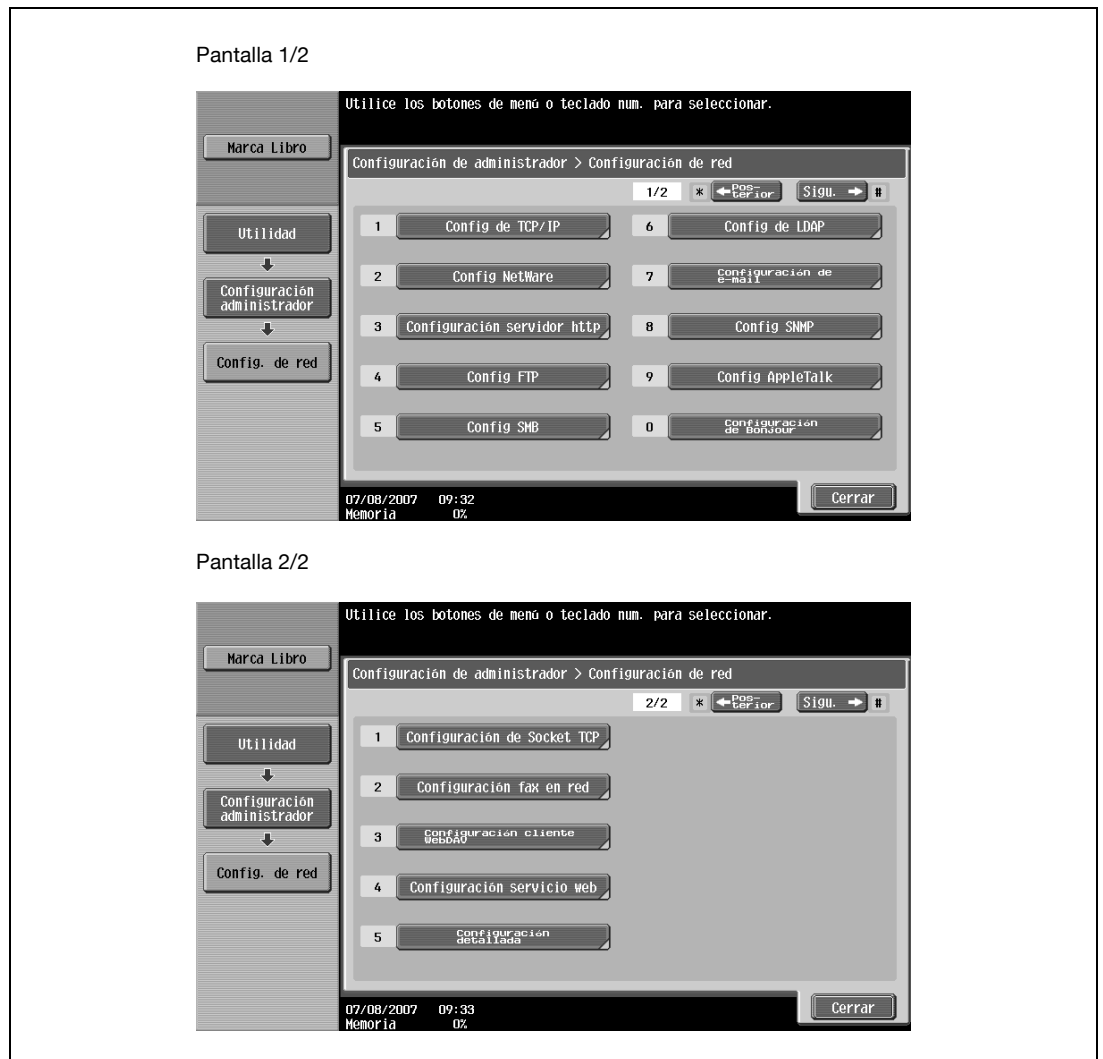 Pantalla 1/2
Utilice los botones de menú o teclado num. para seleccionar.
Marca Libro
Configuración de administrador > Configuración de red
1/2 * ←Pos-
terior Sigu. → #
Utilidad
Configuración
administrador
Config. de red
1 Config de TCP/IP
6 Config de LDAP
2 Config NetWare
7 Configuración de
e-mail
3 Configuración servidor http
8 Config SNMP
4 Config FTP
9 Config AppleTalk
5 Config SMB
0 Configuración
de Bonjour
07/08/2007 09:32
Memoria 0%
Cerrar
Pantalla 2/2
Utilice los botones de menú o teclado num. para seleccionar.
Marca Libro
Configuración de administrador > Configuración de red
2/2 * ←Pos-
terior Sigu. → #
Utilidad
Configuración
administrador
Config. de red
1 Configuración de Socket TCP
2 Configuración fax en red
3 Configuración cliente
WebDAV
4 Configuración servicio web
5 Configuración
detallada
07/08/2007 09:33
Memoria 0%
Cerrar